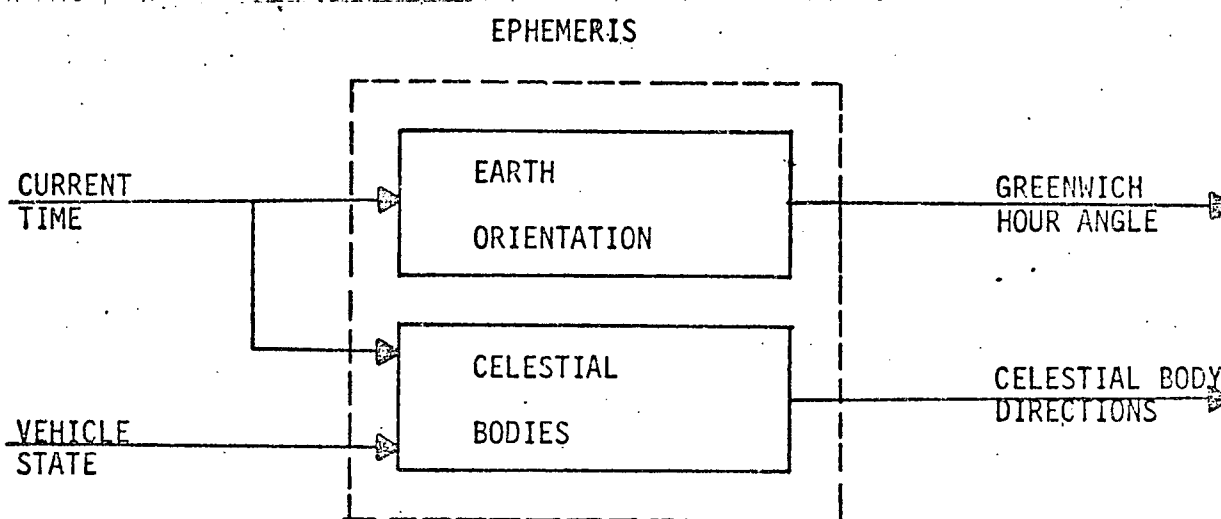 EPHEMERIS
EARTH
ORIENTATION
CURRENT
TIME
GREENWICH
HOUR ANGLE
CELESTIAL
BODIES
CELESTIAL BODY
DIRECTIONS
VEHICLE
STATE